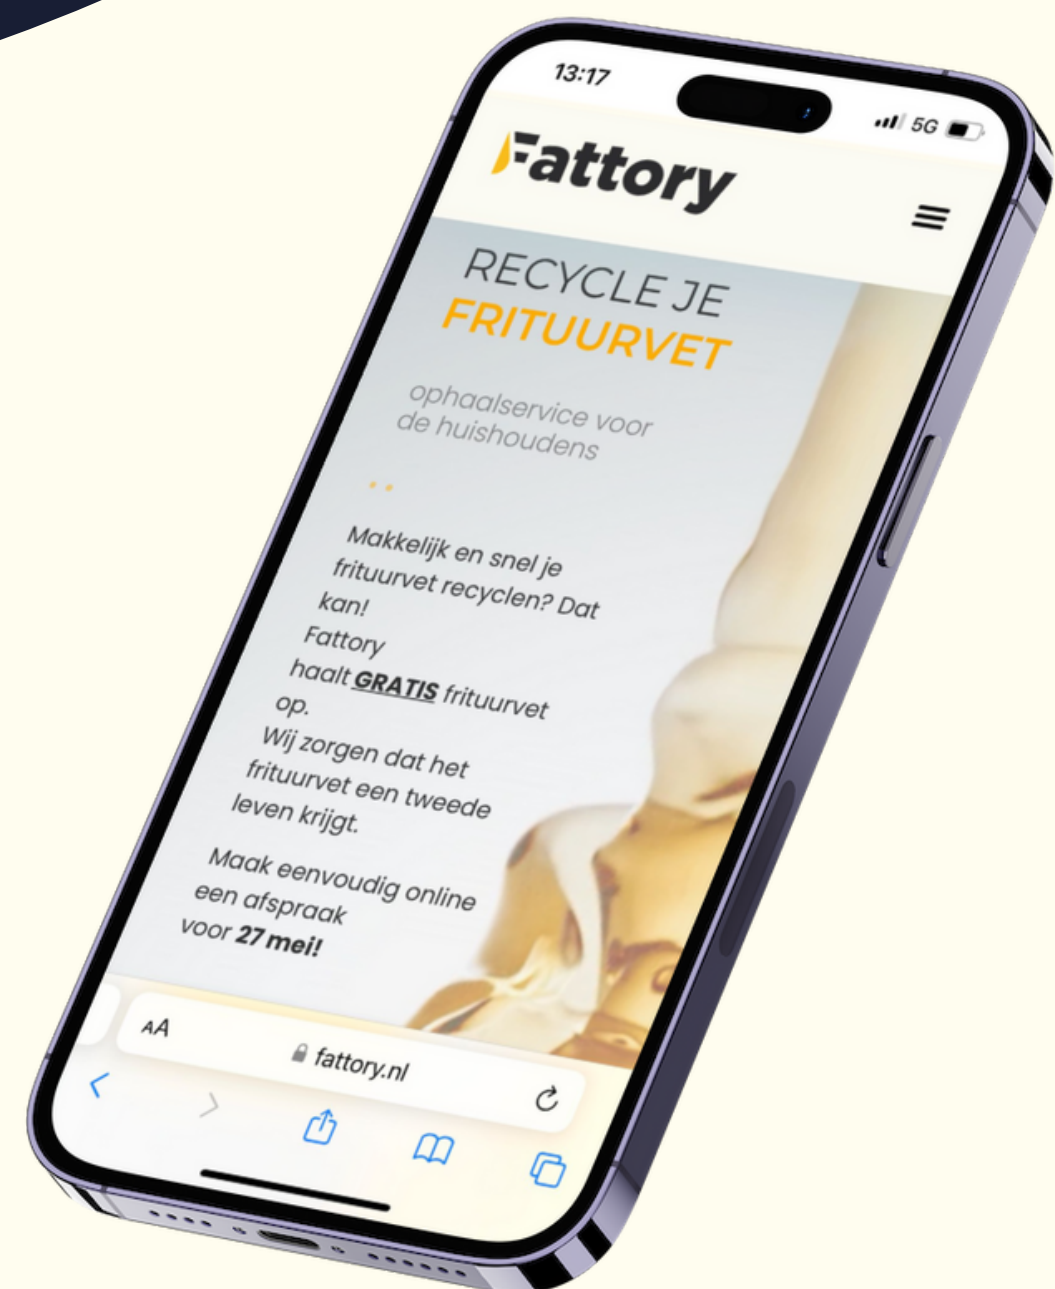 13:17
5G
Fattory
RECYCLE JE
FRITUURVET
ophaalservice voor
de huishoudens
Makkelijk en snel je
frituurvet recyclen? Dat
kan!
Fattory
haalt GRATIS frituurvet
op.
Wij zorgen dat het
frituurvet een tweede
leven krijgt.
Maak eenvoudig online
een afspraak
voor 27 mei!
AA
fattory.nl